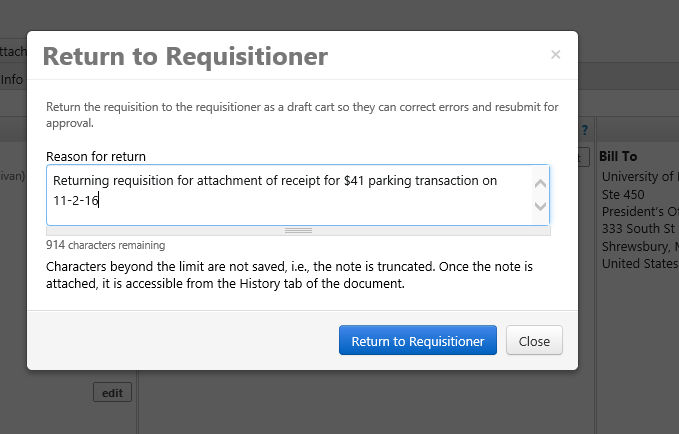 Return to Requisitioner
×
ttach
Info
Return the requisition to the requisitioner as a draft cart so they can correct errors and resubmit for
approval.
?
Reason for return
Bill To
ivan)
Returning requisition for attachment of receipt for $41 parking transaction on
11-2-16
University of
Ste 450
President's O
333 South St
Shrewsbury,
United States
914 characters remaining
Characters beyond the limit are not saved, i.e., the note is truncated. Once the note is
attached, it is accessible from the History tab of the document.
Return to Requisitioner
Close
edit